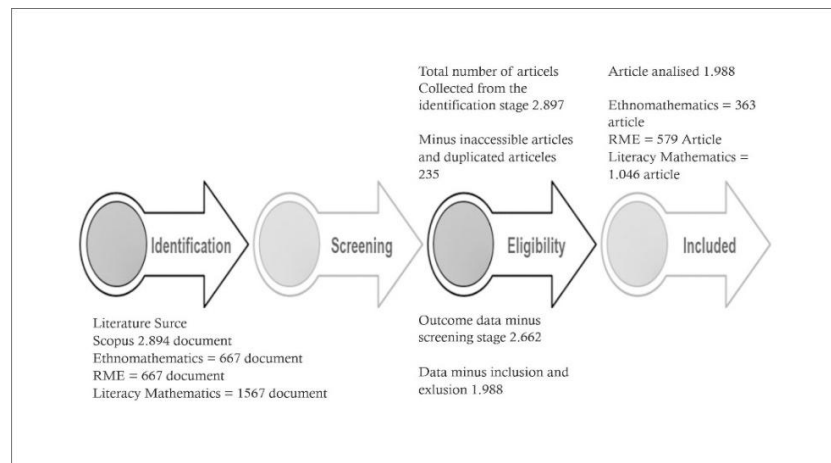 Total number of articels
Collected from the
identification stage 2.897
Minus inaccessible articles
and duplicated articeles
235
Article analised 1.988
Ethnomathematics = 363
article
RME = 579 Article
Literacy Mathematics =
1.046 article
Identification
Screening
Eligibility
Included
Literature Surce
Scopus 2.894 document
Ethnomathematics = 667 document
RME = 667 document
Literacy Mathematics = 1567 document
Outcome data minus
screening stage 2.662
Data minus inclusion and
exlusion 1.988